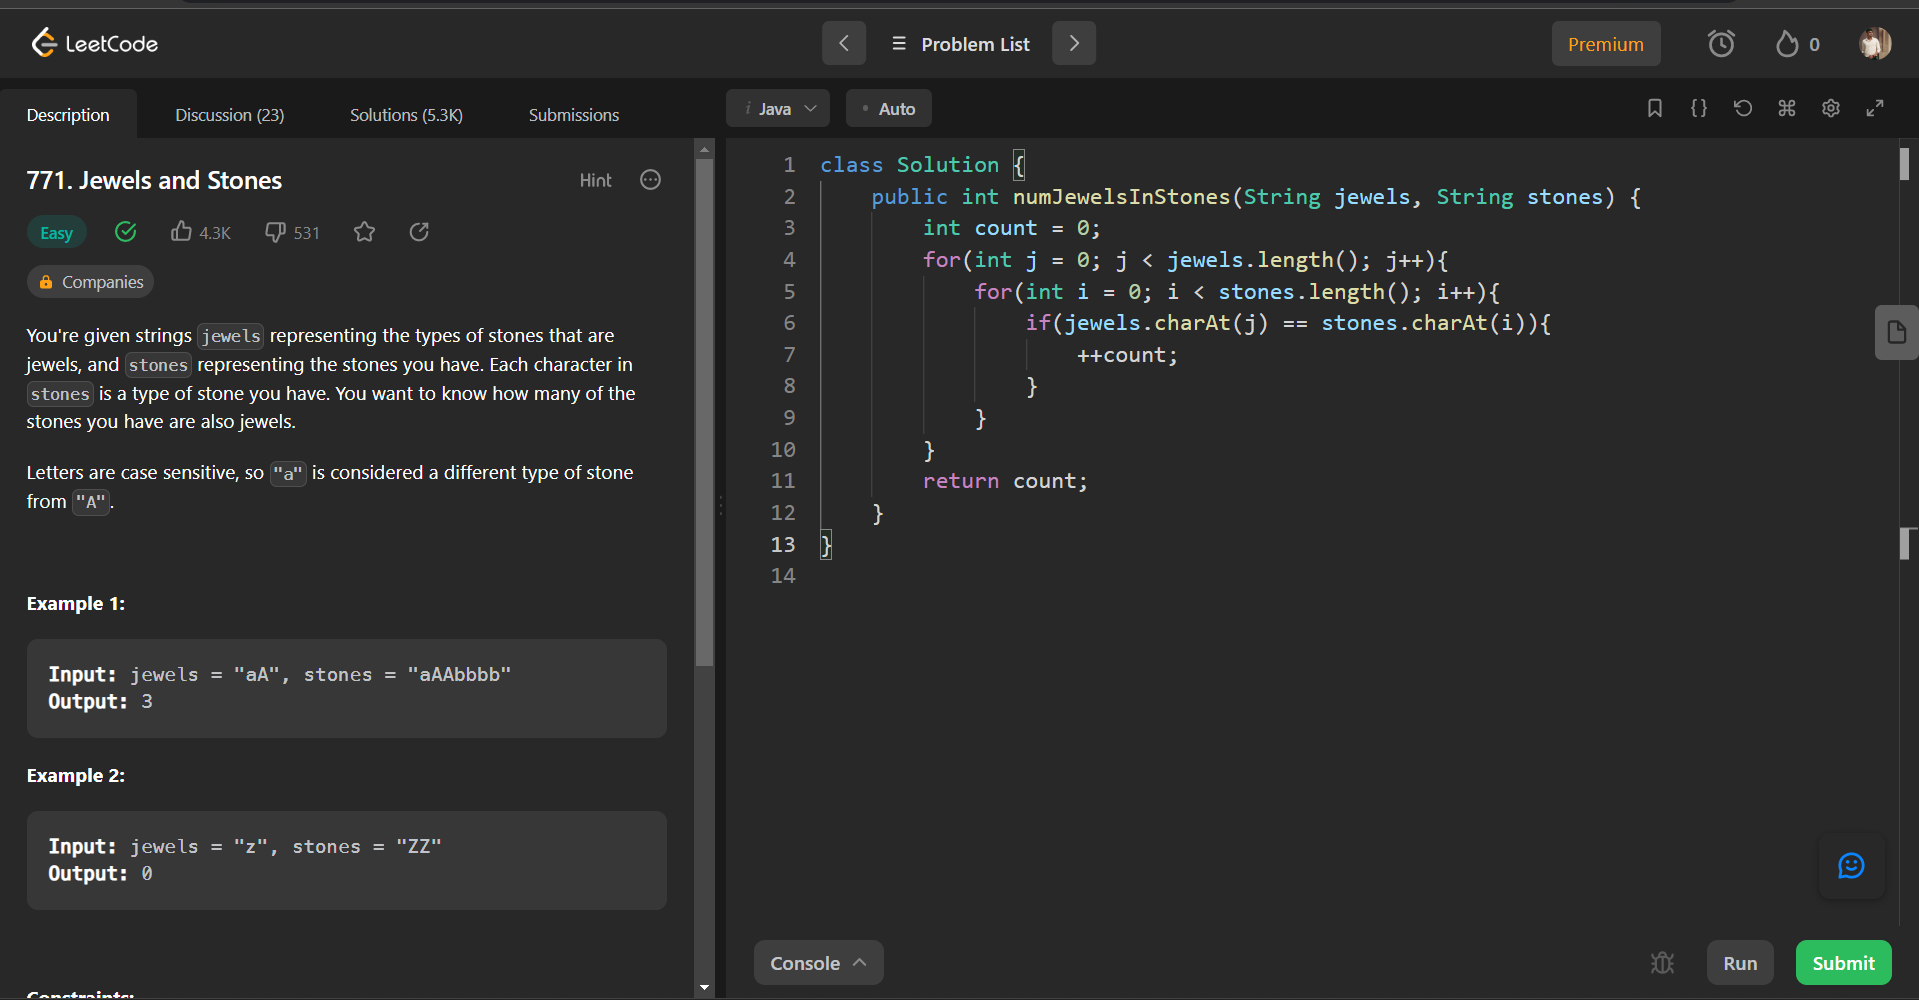 LeetCode
Problem List
Premium
0
Description
Discussion (23)
Solutions (5.3K)
Submissions
i Java
• Auto
{}
771. Jewels and Stones
Hint
Easy
4.3K
531
Companies
You're given strings jewels representing the types of stones that are
jewels, and stones representing the stones you have. Each character in
stones is a type of stone you have. You want to know how many of the
stones you have are also jewels.
Letters are case sensitive, so "a" is considered a different type of stone
from "A".
Example 1:
Input: jewels = "aA", stones = "aAAbbbb"
Output: 3
Example 2:
Input: jewels = "z", stones = "ZZ"
Output: 0
Constraints:
1 class Solution {
2 public int numJewelsInStones(String jewels, String stones) {
3 int count = 0;
4 for(int j = 0; j < jewels.length(); j++){
5 for(int i = 0; i < stones.length(); i++){
6 if(jewels.charAt(j) == stones.charAt(i)){
7 ++count;
8 }
9 }
10 }
11 return count;
12 }
13 }
14
Console
Run
Submit